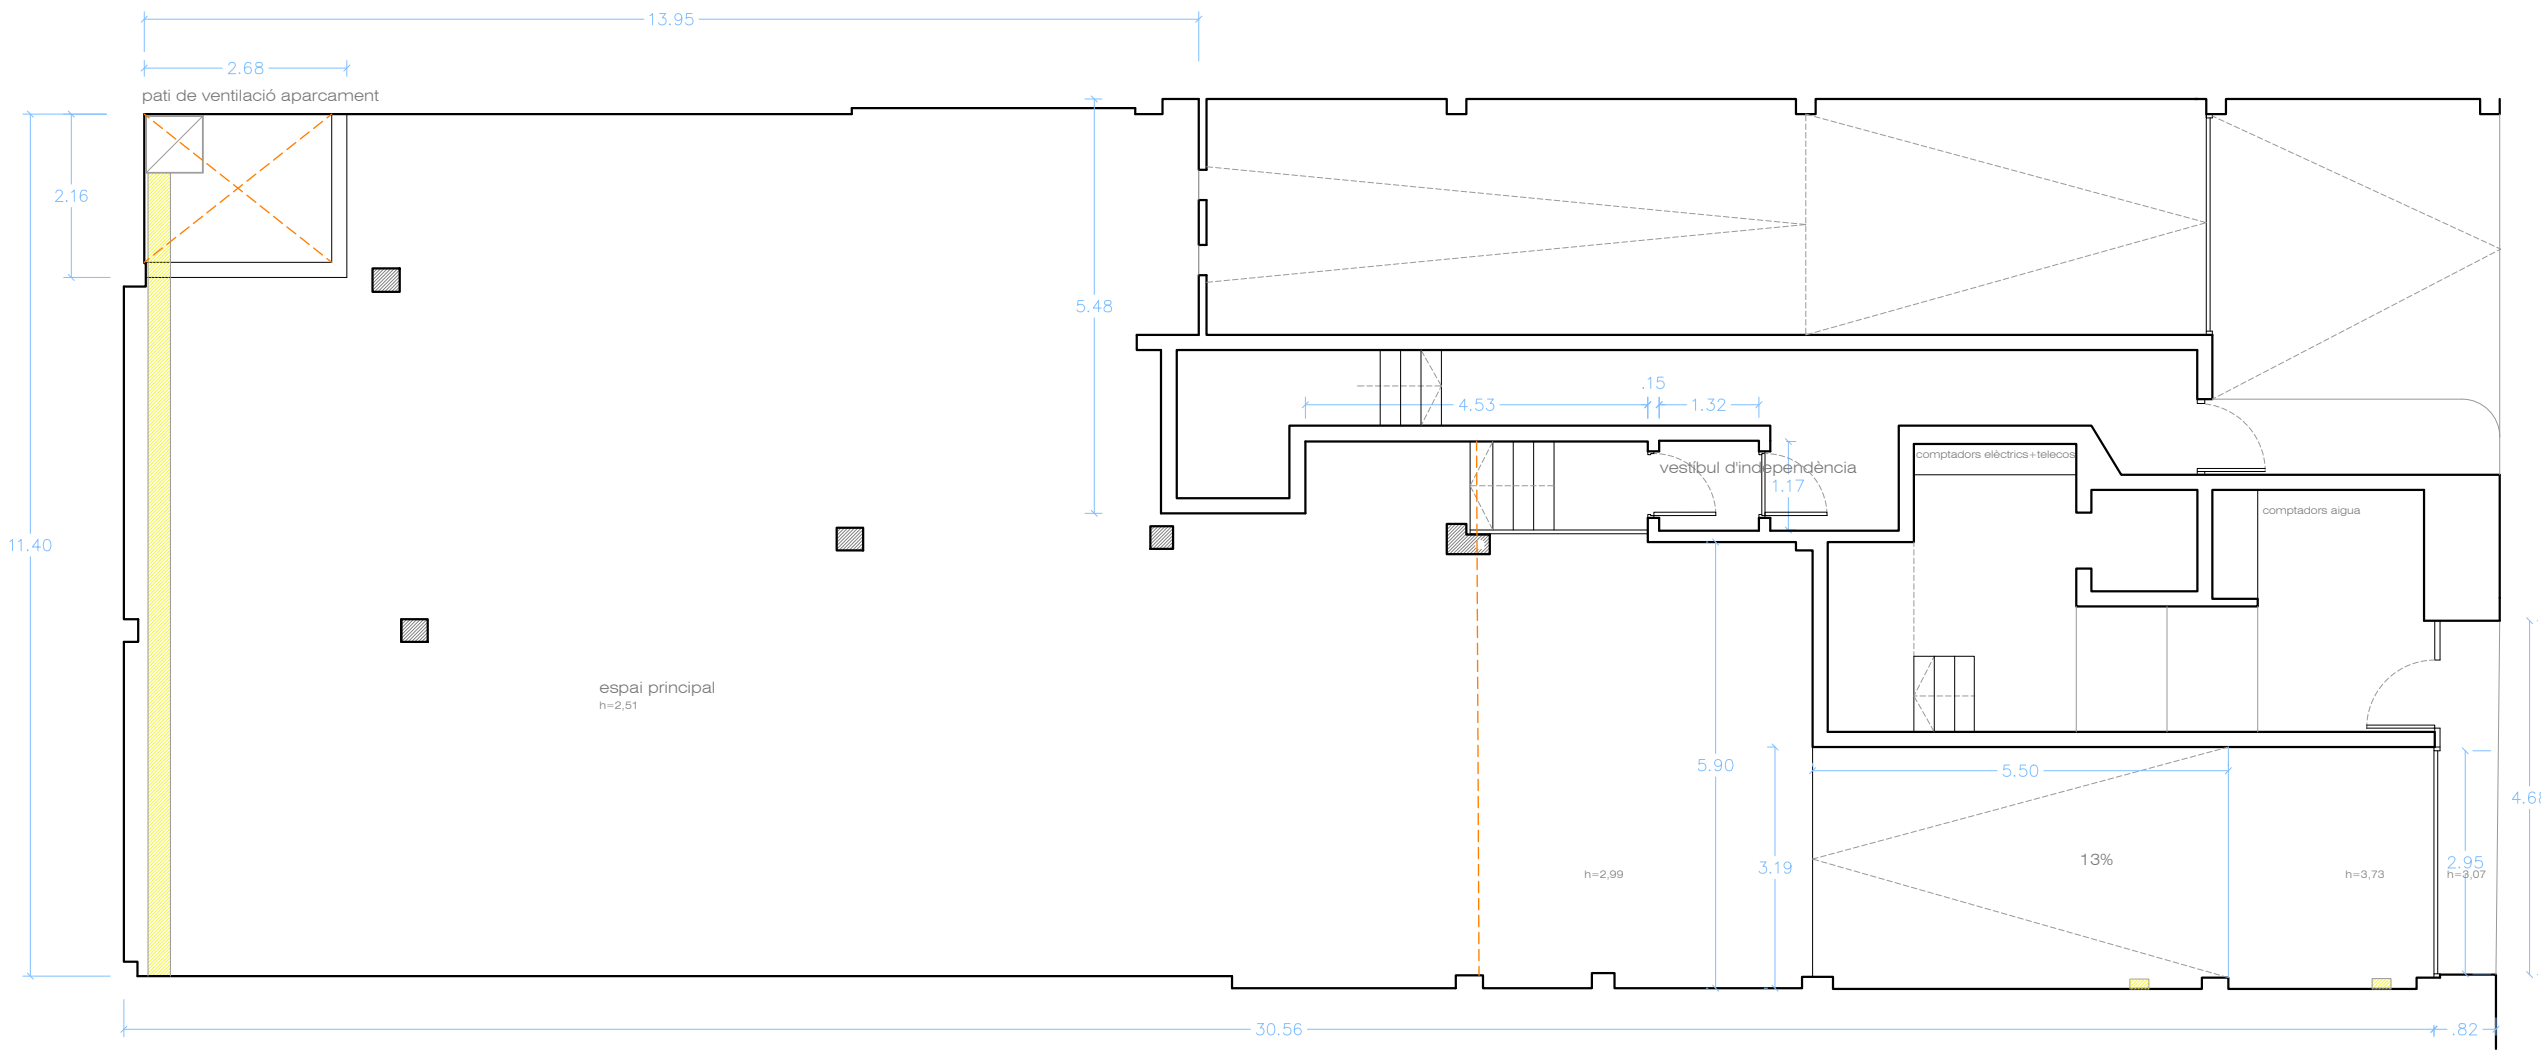 13.95
2.68
pati de ventilació aparcament
2.16
5.48
.15
4.53
1.32
comptadors elèctrics+telecos
vestíbul d'independència
1.17
comptadors aigua
11.40
espai principal
h=2,51
5.90
5.50
4.68
3.19
13%
2.95
h=2,99
h=3,73
h=3,07
30.56
.82